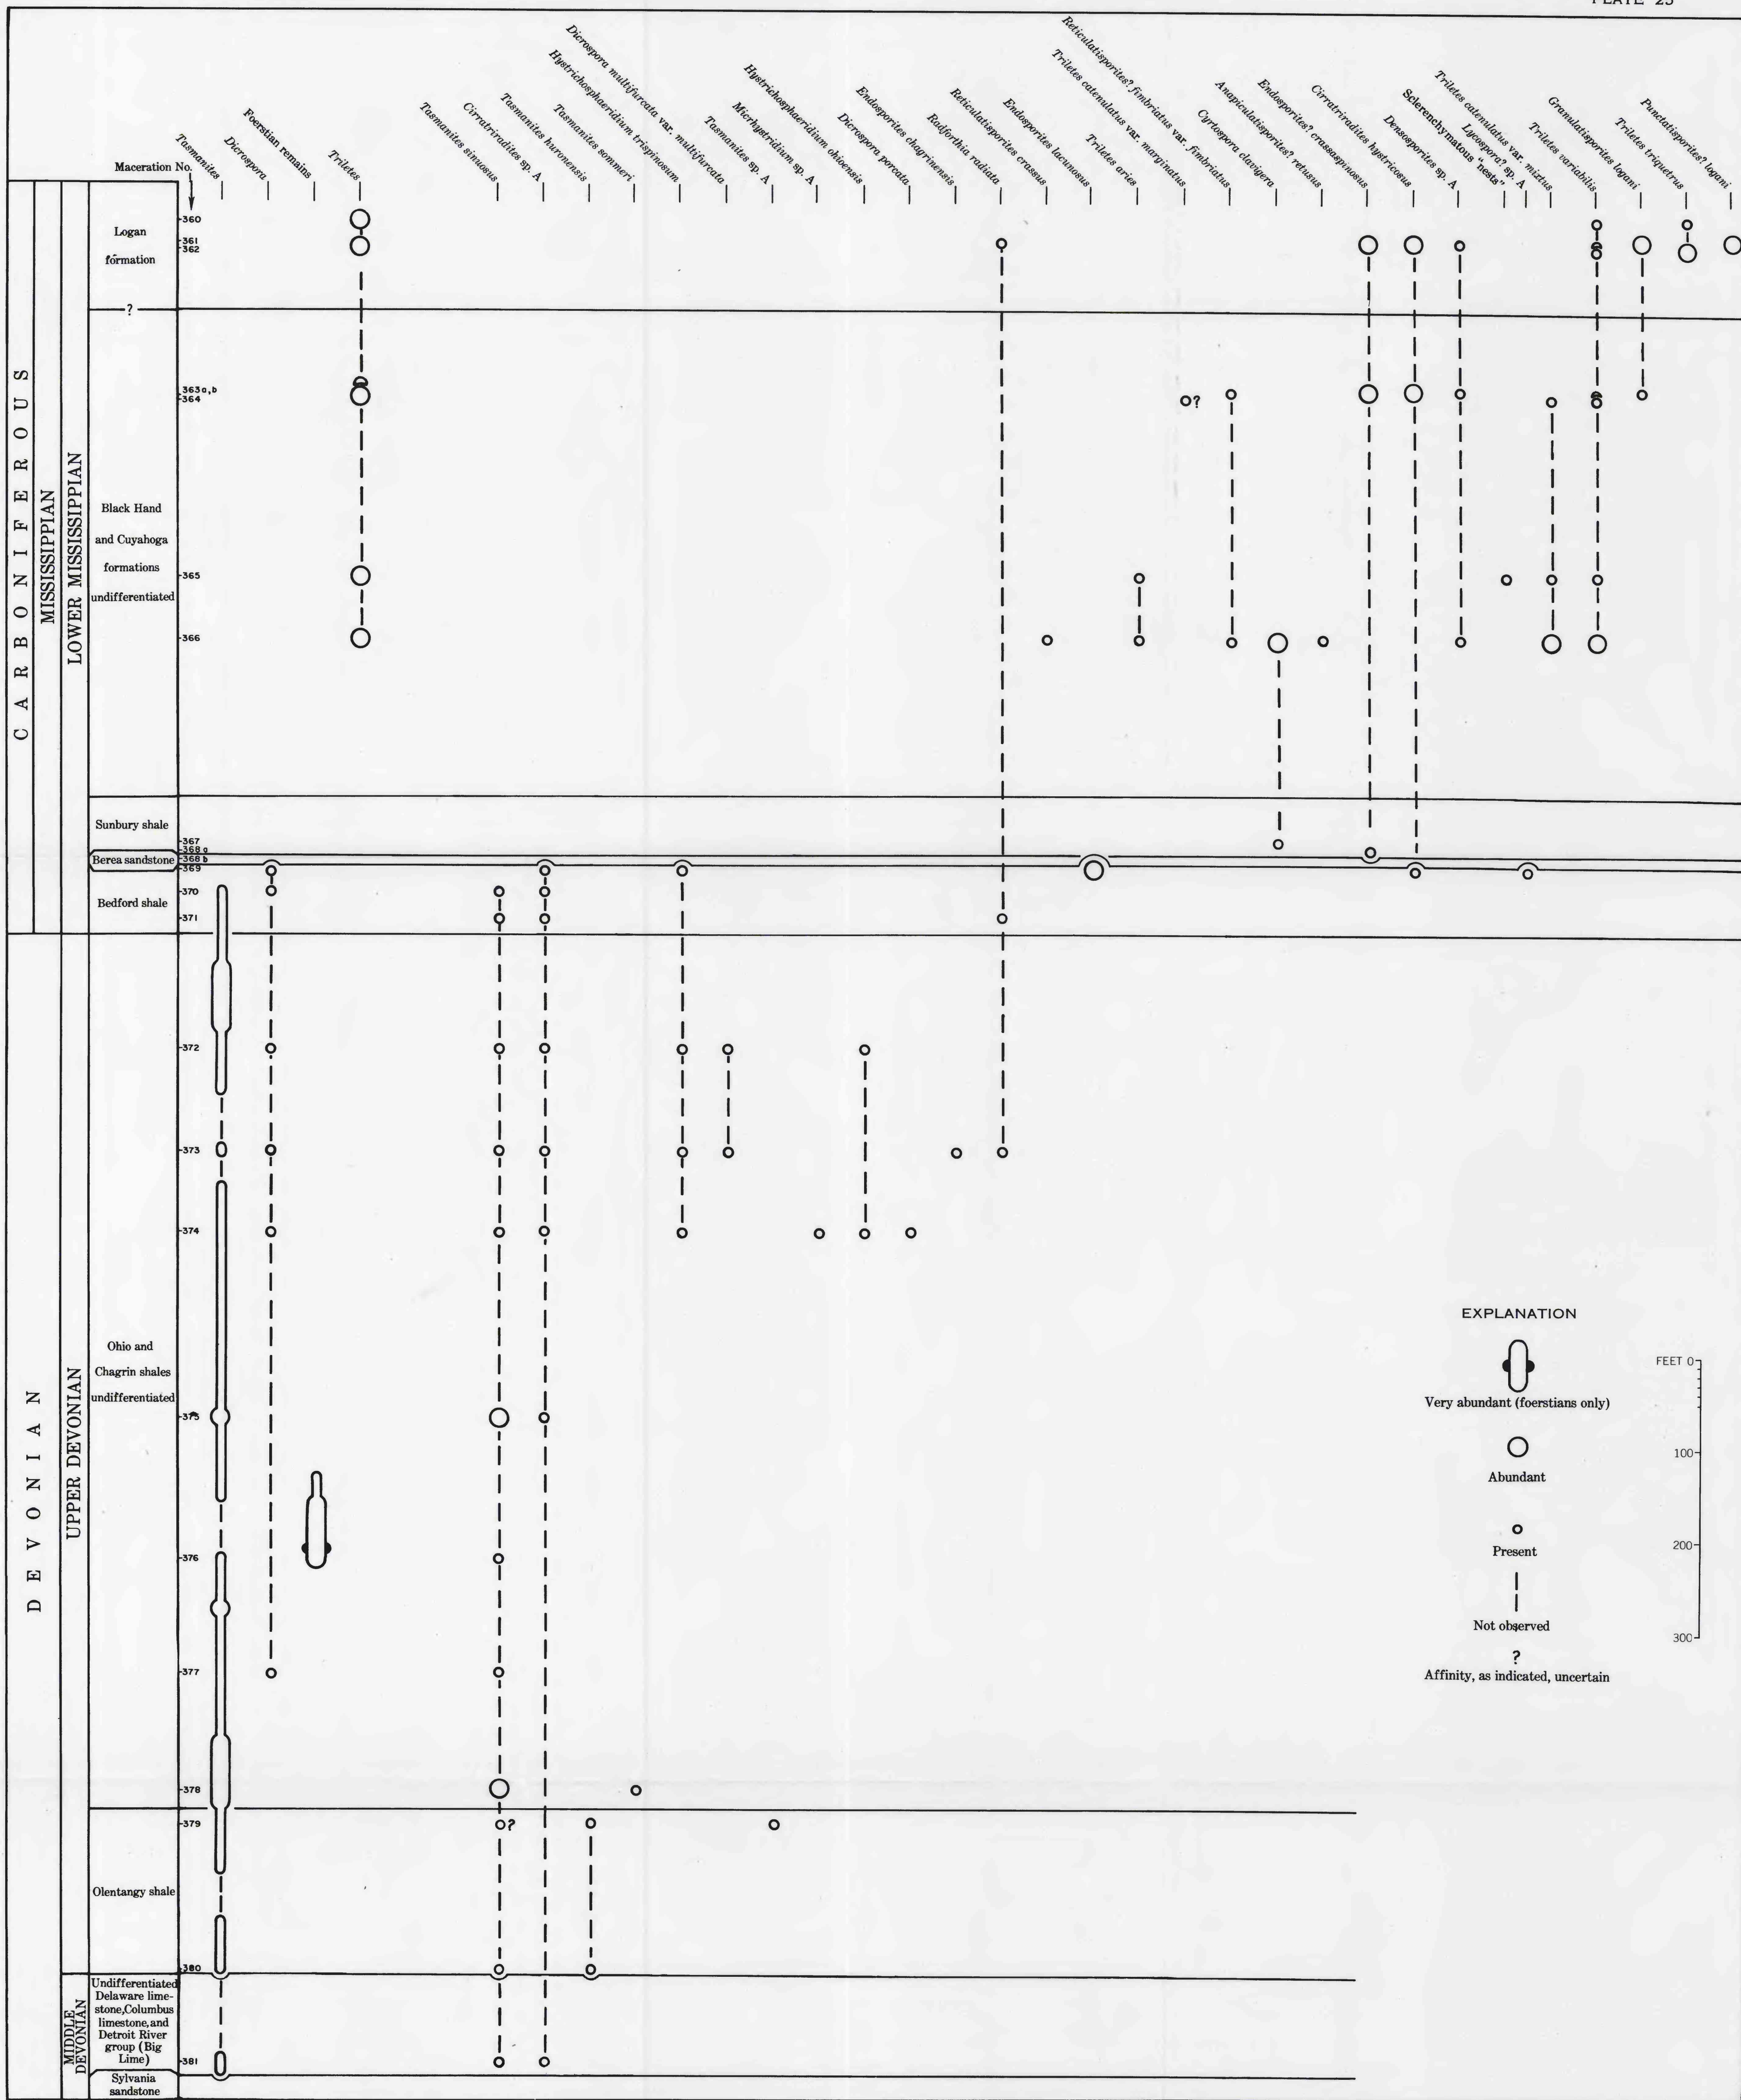 PLATE 25
Tasmanites
Dicrospora
Foerstian remains
Triletes
Tasmanites sinuosus
Cirratriradites sp. A
Tasmanites huronensis
Tasmanites sommeri
Hystrichosphaeridium trispinosum
Dicrospora multifurcata var. multifurcata
Tasmanites sp. A
Micrhystridium sp. A
Hystrichosphaeridium ohioensis
Dicrospora porcata
Endosporites chagrinensis
Radforthia radiata
Reticulatisporites crassus
Endosporites lacunosus
Triletes aries
Triletes catenulatus var. marginatus
Reticulatisporites? fimbriatus var. fimbriatus
Cyrtospora clavigera
Anapiculatisporites? retusus
Endosporites? crassaspinosus
Cirratriradites hystricosus
Densosporites sp. A
Sclerenchymatous "nests"
Lycospora? sp. A
Triletes catenulatus var. mixtus
Triletes variabilis
Granulatisporites logani
Triletes triquetrus
Punctatisporites? logani
Maceration No.
CARBONIFEROUS
MISSISSIPPIAN
LOWER MISSISSIPPIAN
Logan
formation
360
361
362
?
363a,b
364
?
Black Hand
and Cuyahoga
formations
undifferentiated
365
366
Sunbury shale
367
368a
Berea sandstone
368b
369
370
Bedford shale
371
DEVONIAN
UPPER DEVONIAN
372
373
374
Ohio and
Chagrin shales
undifferentiated
375
376
377
378
379
?
Olentangy shale
380
MIDDLE
DEVONIAN
Undifferentiated
Delaware lime-
stone, Columbus
limestone, and
Detroit River
group (Big
Lime)
381
Sylvania
sandstone
EXPLANATION
Very abundant (foerstians only)
Abundant
Present
Not observed
?
Affinity, as indicated, uncertain
FEET 0
100
200
300